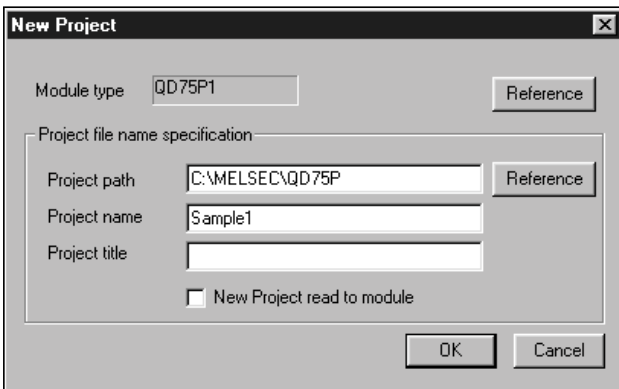 New Project
Module type QD75P1 Reference
Project file name specification
Project path C:\MELSEC\QD75P Reference
Project name Sample1
Project title
New Project read to module
OK Cancel